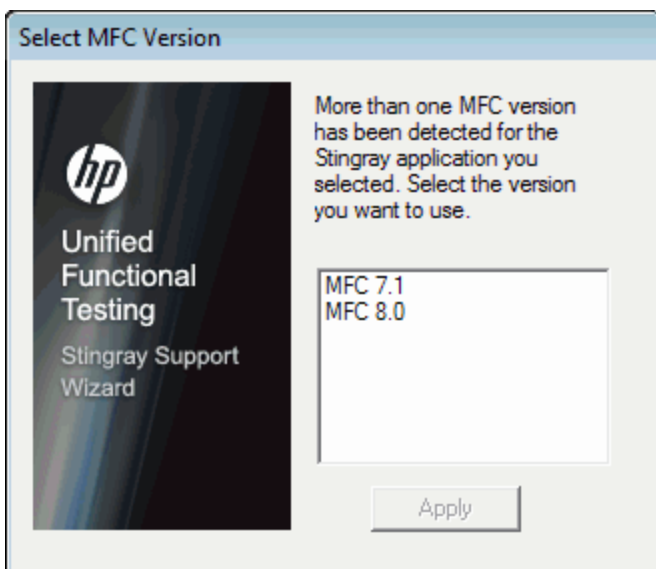 Select MFC Version
hp
Unified
Functional
Testing
Stingray Support
Wizard
More than one MFC version
has been detected for the
Stingray application you
selected. Select the version
you want to use.
MFC 7.1
MFC 8.0
Apply